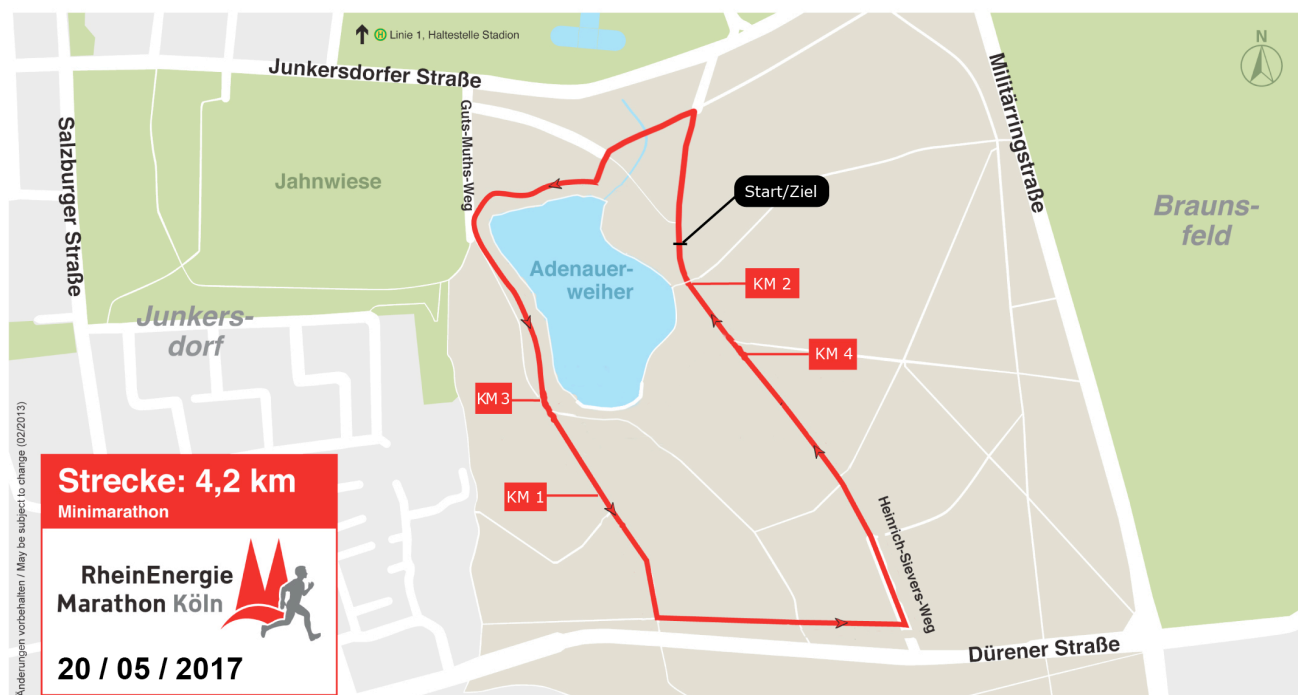 Linie 1, Haltestelle Stadion
H
N
Junkersdorfer Straße
Guts-Muths-Weg
Militärringstraße
Salzburger Straße
Jahnwiese
Start/Ziel
Brauns-
feld
Adenauer-
weiher
KM 2
Junkers-
dorf
KM 4
KM 3
KM 1
Heinrich-Sievers-Weg
Dürener Straße
Änderungen vorbehalten / May be subject to change (02/2013)
Strecke: 4,2 km
Minimarathon
RheinEnergie
Marathon Köln
20 / 05 / 2017